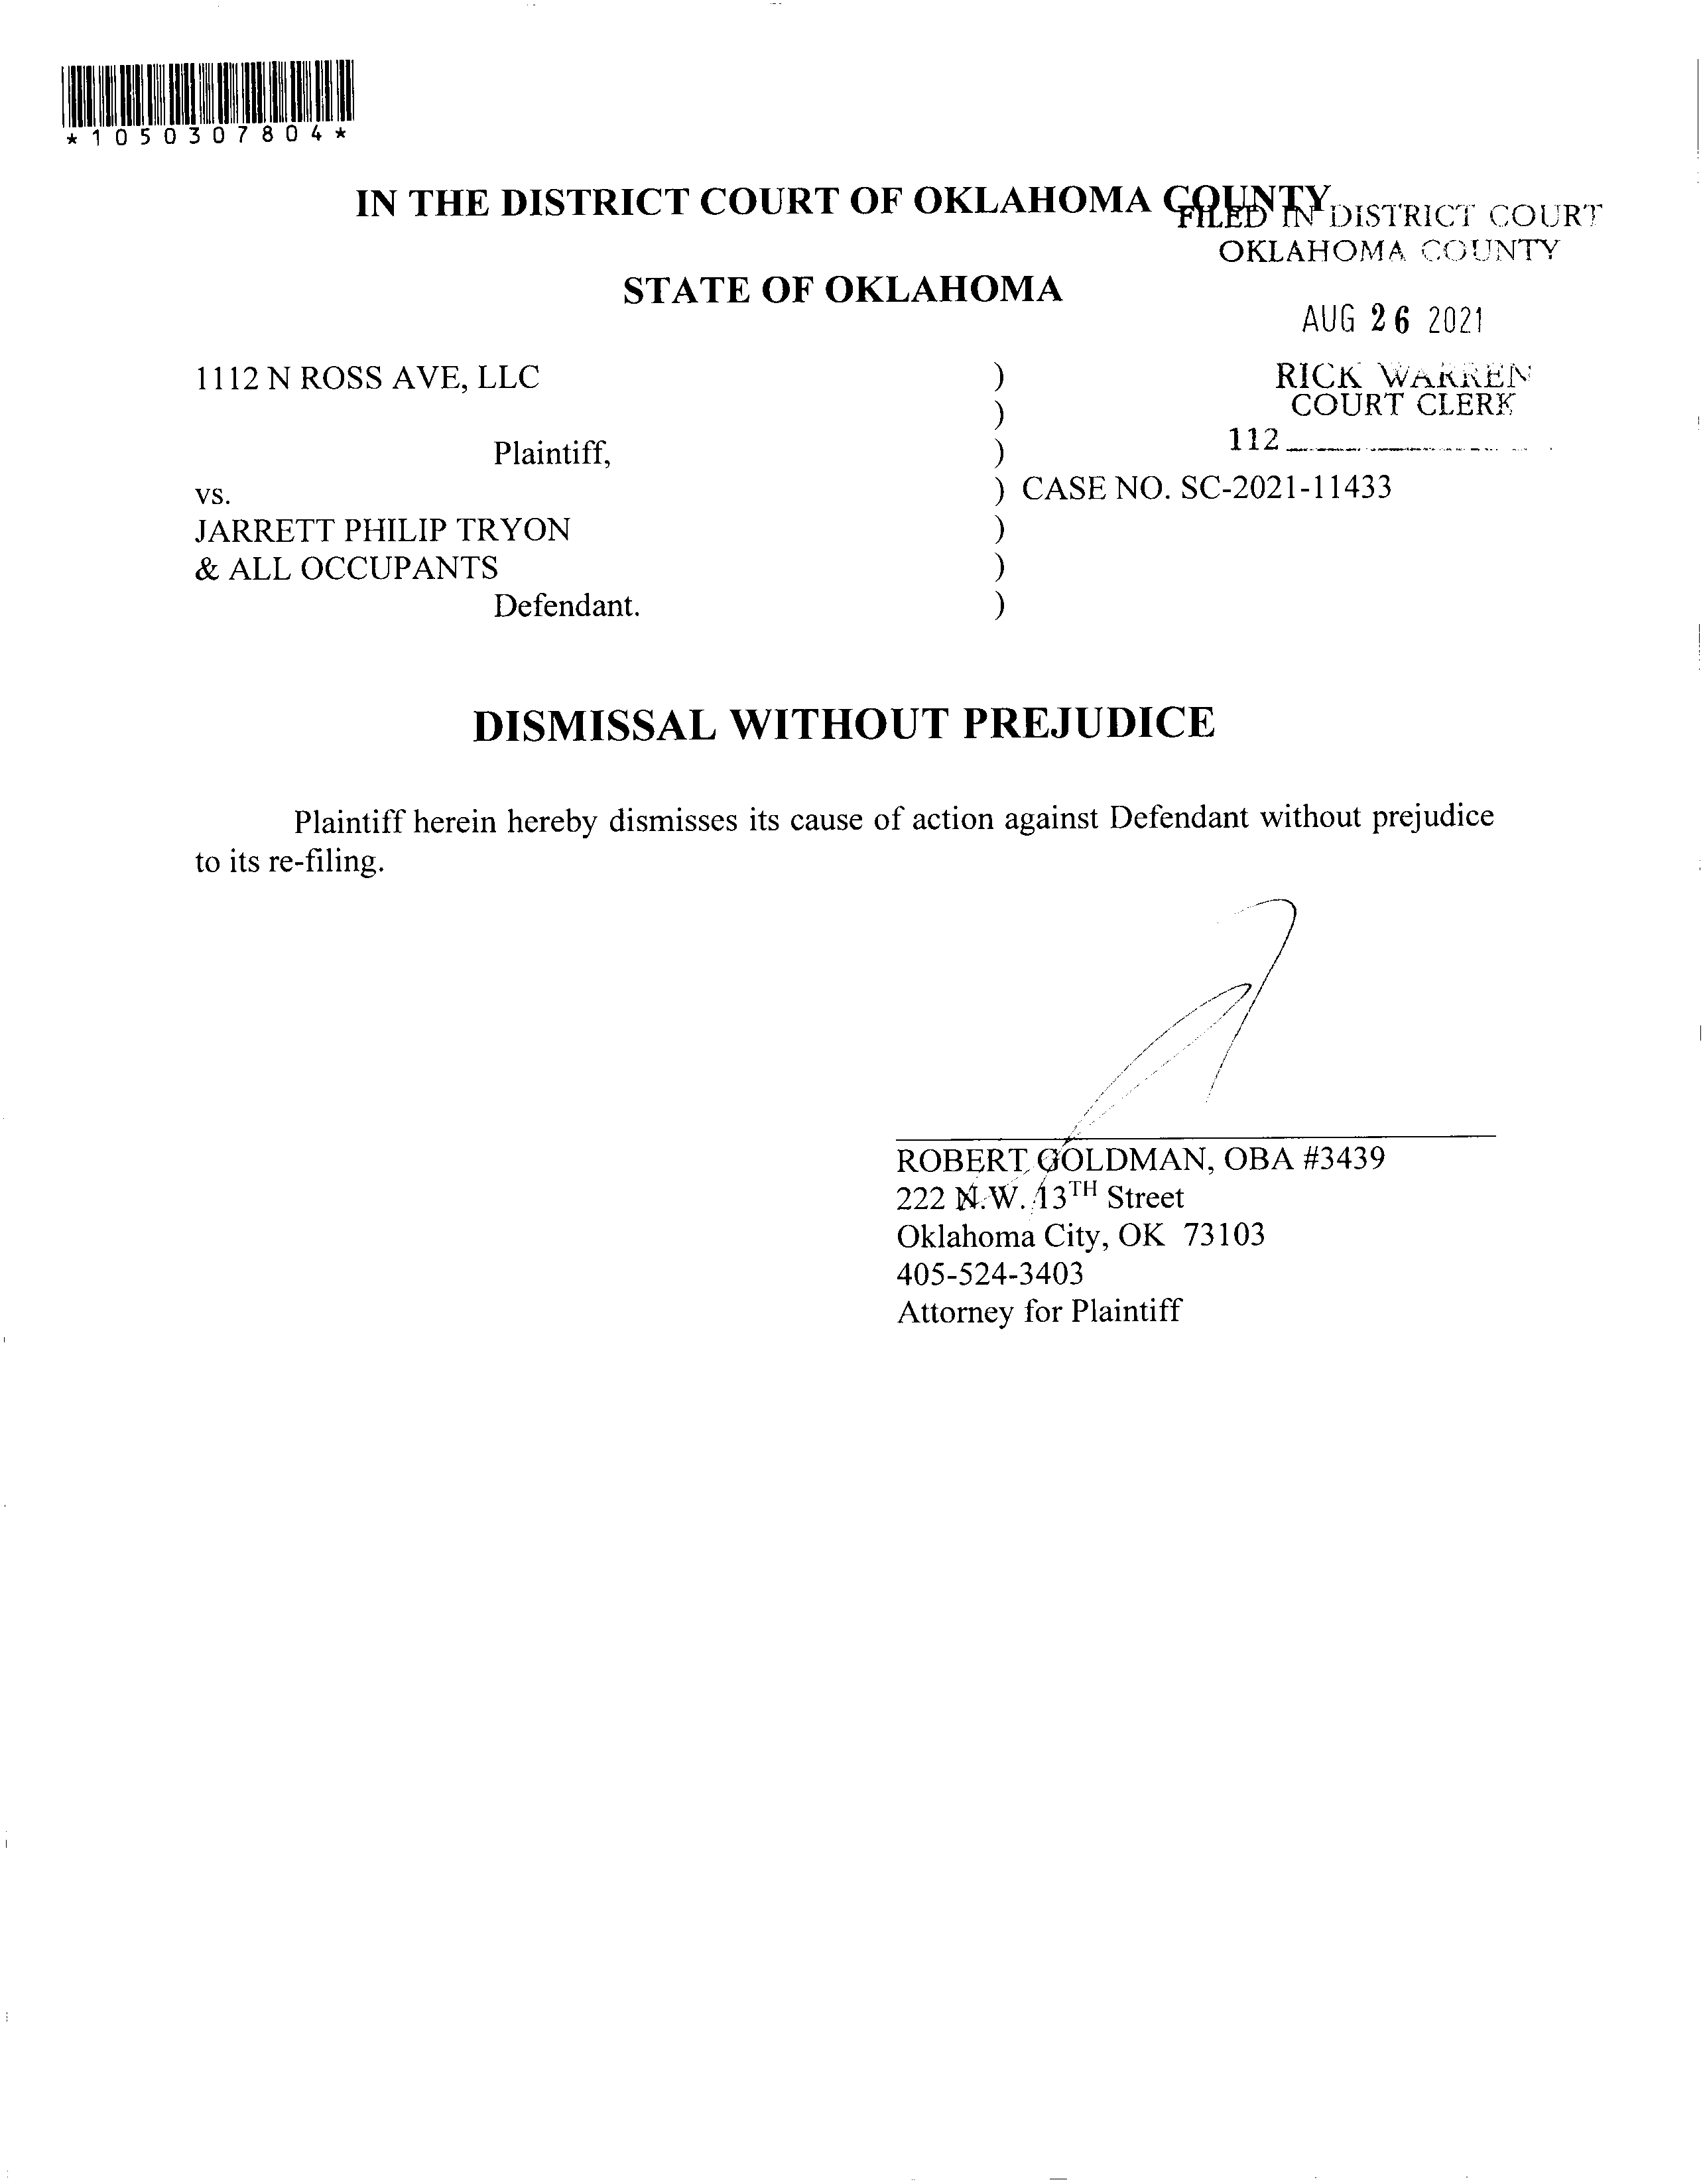 *1050307804*
IN THE DISTRICT COURT OF OKLAHOMA COUNTY
FILED IN DISTRICT COURT
OKLAHOMA COUNTY
STATE OF OKLAHOMA
AUG 26 2021
1112 N ROSS AVE, LLC )
RICK WARREN
)
COURT CLERK
Plaintiff, )
112
vs. ) CASE NO. SC-2021-11433
JARRETT PHILIP TRYON )
& ALL OCCUPANTS )
Defendant. )
DISMISSAL WITHOUT PREJUDICE
Plaintiff herein hereby dismisses its cause of action against Defendant without prejudice
to its re-filing.
ROBERT GOLDMAN, OBA #3439
222 N.W. 13TH Street
Oklahoma City, OK 73103
405-524-3403
Attorney for Plaintiff